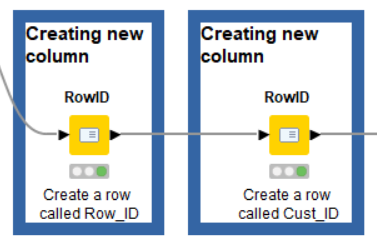 Creating new
column
RowID
Create a row
called Row_ID
Creating new
column
RowID
Create a row
called Cust_ID